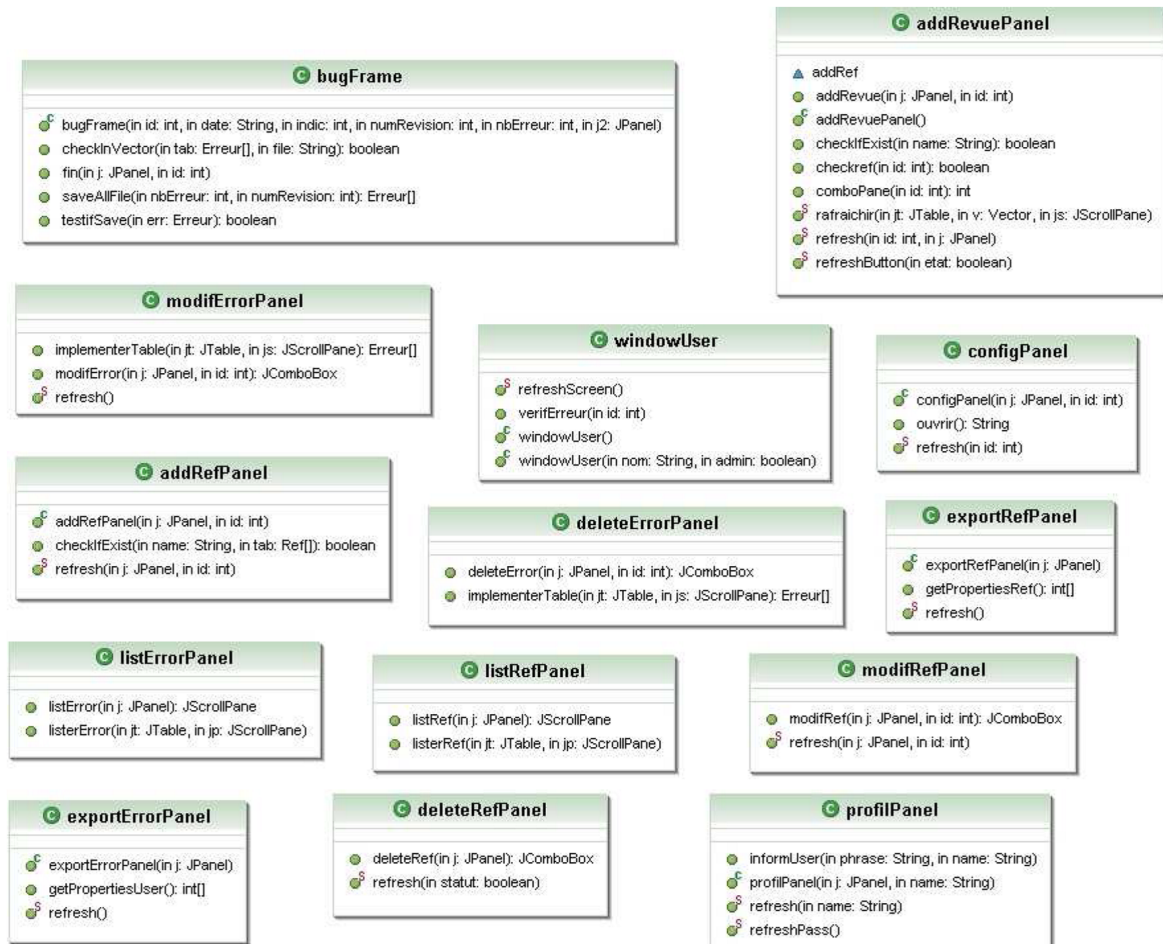 addRevuePanel
addRef
addRevue(in j: JPanel, in id: int)
addRevuePanel()
checkIfExist(in name: String): boolean
checkref(in id: int): boolean
comboPane(in id: int): int
rafraichir(in jt: JTable, in v: Vector, in js: JScrollPane)
refresh(in id: int, in j: JPanel)
refreshButton(in etat: boolean)
bugFrame
bugFrame(in id: int, in date: String, in indic: int, in numRevision: int, in nbErreur: int, in j2: JPanel)
checkInVector(in tab: Erreur[], in file: String): boolean
fin(in j: JPanel, in id: int)
saveAllFile(in nbErreur: int, in numRevision: int): Erreur[]
testifSave(in err: Erreur): boolean
modifErrorPanel
implementerTable(in jt: JTable, in js: JScrollPane): Erreur[]
modifError(in j: JPanel, in id: int): JComboBox
refresh()
windowUser
refreshScreen()
verifErreur(in id: int)
windowUser()
windowUser(in nom: String, in admin: boolean)
configPanel
configPanel(in j: JPanel, in id: int)
ouvrir(): String
refresh(in id: int)
addRefPanel
addRefPanel(in j: JPanel, in id: int)
checkIfExist(in name: String, in tab: Ref[]): boolean
refresh(in j: JPanel, in id: int)
deleteErrorPanel
deleteError(in j: JPanel, in id: int): JComboBox
implementerTable(in jt: JTable, in js: JScrollPane): Erreur[]
exportRefPanel
exportRefPanel(in j: JPanel)
getPropertiesRef(): int[]
refresh()
listErrorPanel
listError(in j: JPanel): JScrollPane
listerError(in jt: JTable, in jp: JScrollPane)
listRefPanel
listRef(in j: JPanel): JScrollPane
listerRef(in jt: JTable, in jp: JScrollPane)
modifRefPanel
modifRef(in j: JPanel, in id: int): JComboBox
refresh(in j: JPanel, in id: int)
exportErrorPanel
exportErrorPanel(in j: JPanel)
getPropertiesUser(): int[]
refresh()
deleteRefPanel
deleteRef(in j: JPanel): JComboBox
refresh(in statut: boolean)
profilPanel
informUser(in phrase: String, in name: String)
profilPanel(in j: JPanel, in name: String)
refresh(in name: String)
refreshPass()